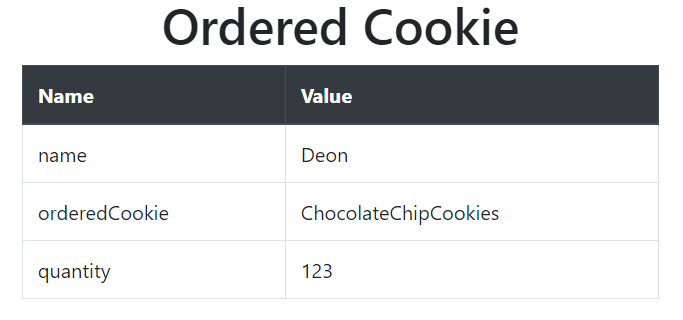 Ordered Cookie
Name Value
name Deon
orderedCookie ChocolateChipCookies
quantity 123